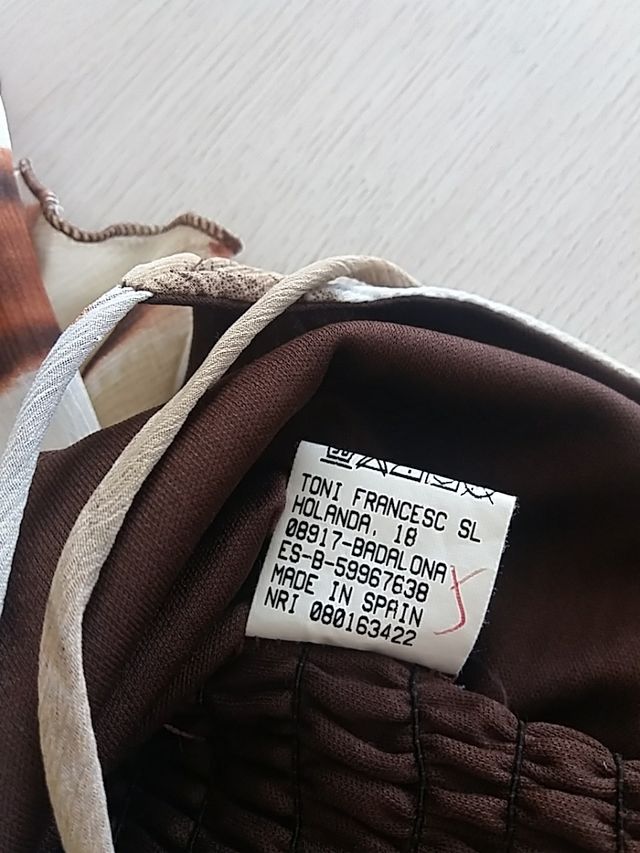 TONI FRANCESC SL
HOLANDA, 18
08917-BADALONA
ES-B-59967638
MADE IN SPAIN
NRI 080163422